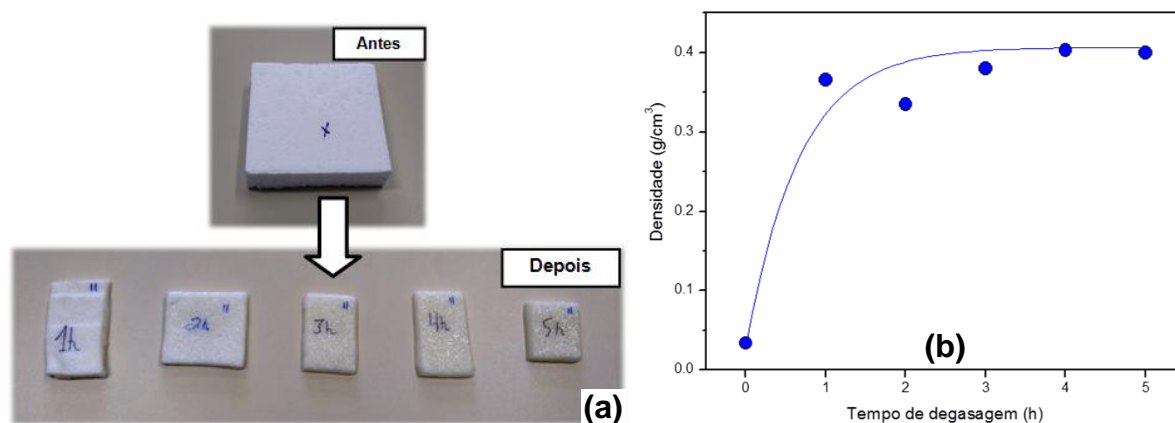 Antes
x
Depois
"
1h
"
2h
"
3h
"
4h
"
5h
(a)
Densidade (g/cm³)
0.4
0.3
0.2
0.1
0.0
(b)
0 1 2 3 4 5
Tempo de degasagem (h)